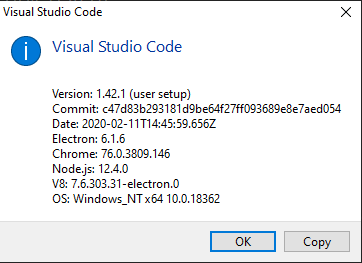 Visual Studio Code
Visual Studio Code
Version: 1.42.1 (user setup)
Commit: c47d83b293181d9be64f27ff093689e8e7aed054
Date: 2020-02-11T14:45:59.656Z
Electron: 6.1.6
Chrome: 76.0.3809.146
Node.js: 12.4.0
V8: 7.6.303.31-electron.0
OS: Windows_NT x64 10.0.18362
OK
Copy